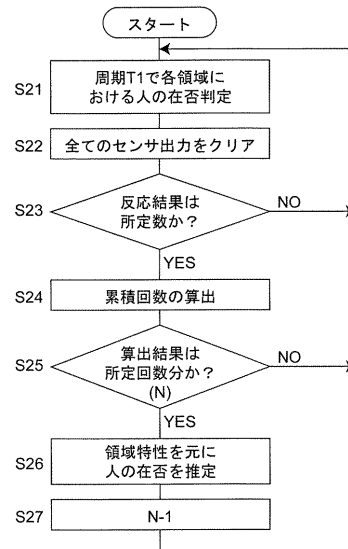 スタート
S21
周期T1で各領域に
おける人の在否判定
S22
全てのセンサ出力をクリア
S23
反応結果は
所定数か?
NO
YES
S24
累積回数の算出
S25
算出結果は
所定回数分か?
(N)
NO
YES
S26
領域特性を元に
人の在否を推定
S27
N-1